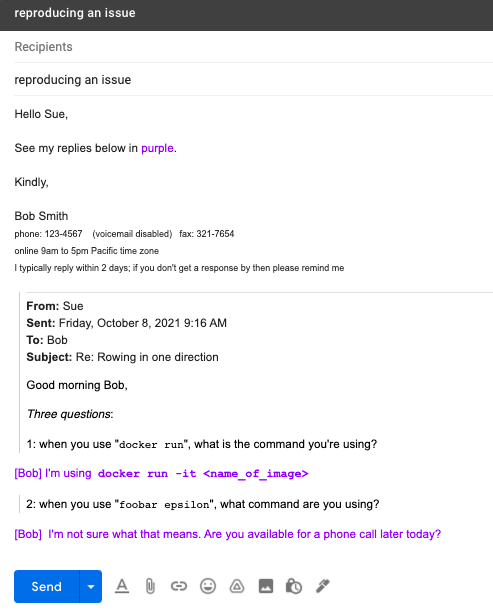 reproducing an issue
Recipients
reproducing an issue
Hello Sue,
See my replies below in purple.
Kindly,
Bob Smith
phone: 123-4567 (voicemail disabled) fax: 321-7654
online 9am to 5pm Pacific time zone
I typically reply within 2 days; if you don't get a response by then please remind me
From: Sue
Sent: Friday, October 8, 2021 9:16 AM
To: Bob
Subject: Re: Rowing in one direction
Good morning Bob,
Three questions:
1: when you use "docker run", what is the command you're using?
[Bob] I'm using docker run -it <name_of_image>
2: when you use "foobar epsilon", what command are you using?
[Bob] I'm not sure what that means. Are you available for a phone call later today?
Send